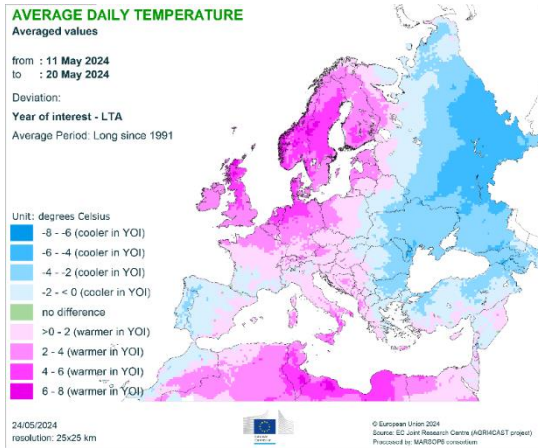 AVERAGE DAILY TEMPERATURE
Averaged values
from : 11 May 2024
to : 20 May 2024
Deviation:
Year of interest - LTA
Average Period: Long since 1991
Unit: degrees Celsius
-8 - -6 (cooler in YOI)
-6 - -4 (cooler in YOI)
-4 - -2 (cooler in YOI)
-2 - <0 (cooler in YOI)
no difference
>0 - 2 (warmer in YOI)
2 - 4 (warmer in YOI)
4 - 6 (warmer in YOI)
6 - 8 (warmer in YOI)
24/05/2024
resolution: 25x25 km
© European Union 2024
Source: EC Joint Research Centre (AGRI4CAST project)
Processed by: MARSOP6 consortium